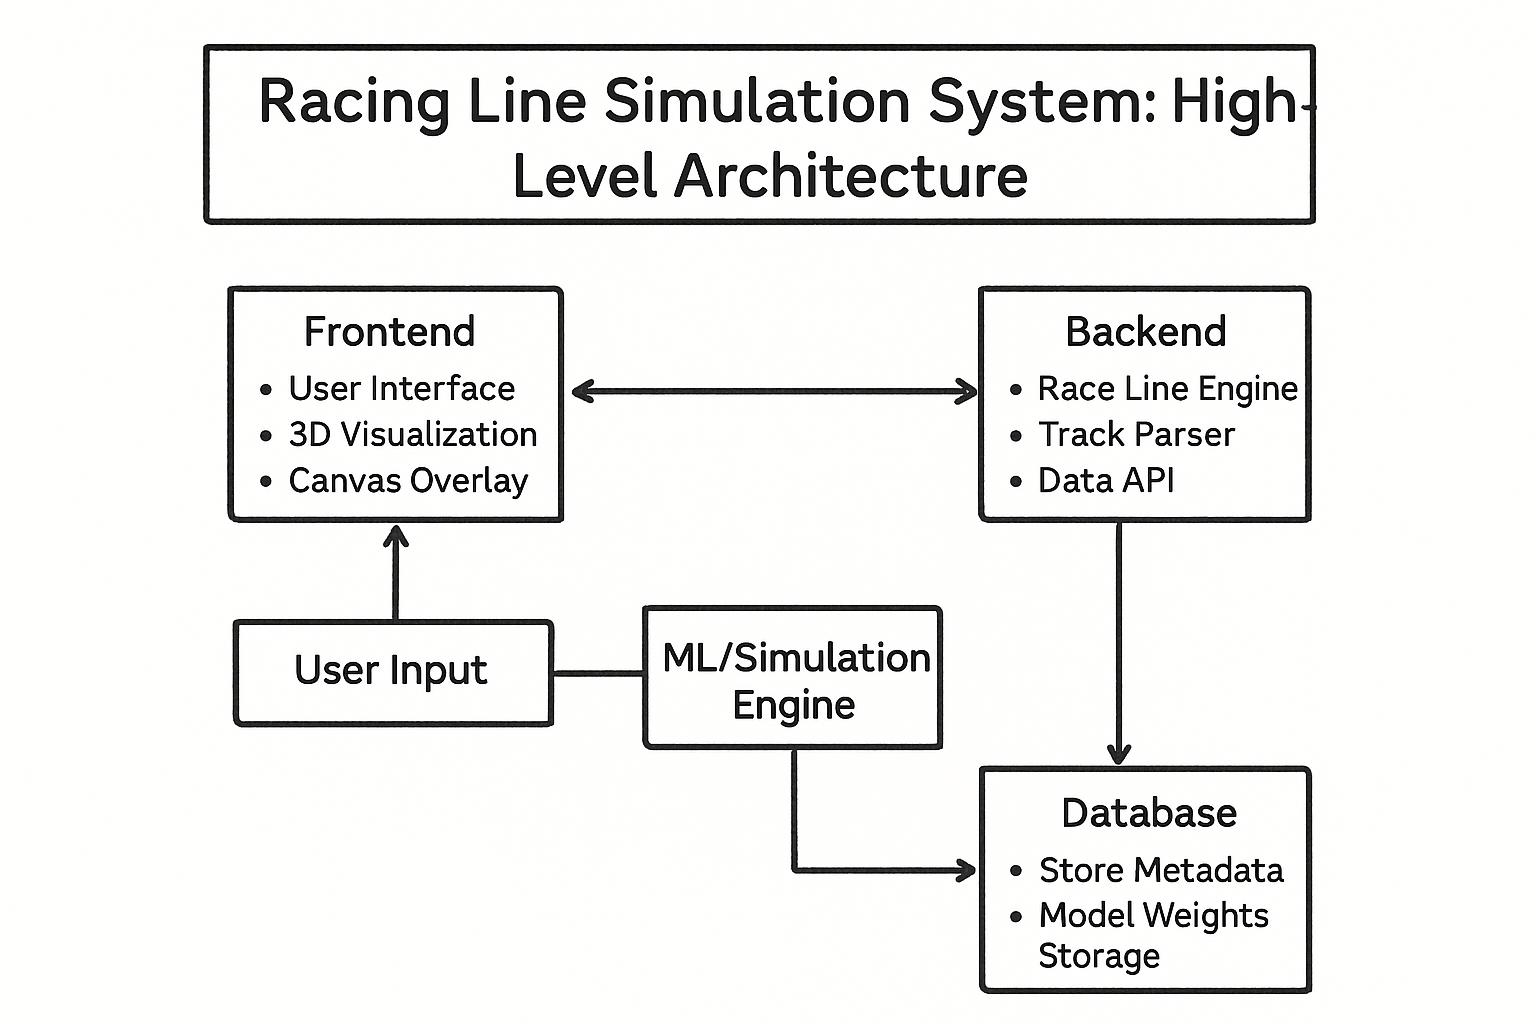 Racing Line Simulation System: High-
Level Architecture
Frontend
• User Interface
• 3D Visualization
• Canvas Overlay
Backend
• Race Line Engine
• Track Parser
• Data API
User Input
ML/Simulation
Engine
Database
• Store Metadata
• Model Weights
Storage